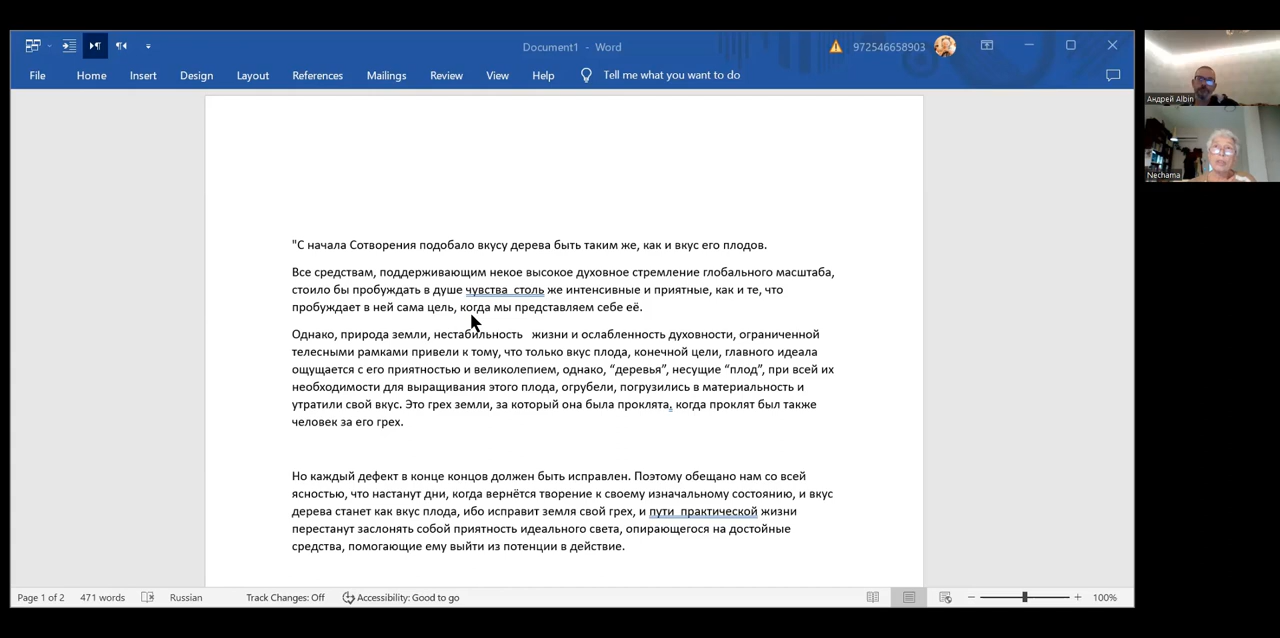 Document1 - Word
972546658903
File Home Insert Design Layout References Mailings Review View Help Tell me what you want to do
Андрей Albin
Nechama
"С начала Сотворения подобало вкусу дерева быть таким же, как и вкус его плодов.
Все средствам, поддерживающим некое высокое духовное стремление глобального масштаба,
стоило бы пробуждать в душе чувства столь же интенсивные и приятные, как и те, что
пробуждает в ней сама цель, когда мы представляем себе её.
Однако, природа земли, нестабильность жизни и ослабленность духовности, ограниченной
телесными рамками привели к тому, что только вкус плода, конечной цели, главного идеала
ощущается с его приятностью и великолепием, однако, “деревья”, несущие “плод”, при всей их
необходимости для выращивания этого плода, огрубели, погрузились в материальность и
утратили свой вкус. Это грех земли, за который она была проклята, когда проклят был также
человек за его грех.
Но каждый дефект в конце концов должен быть исправлен. Поэтому обещано нам со всей
ясностью, что настанут дни, когда вернётся творение к своему изначальному состоянию, и вкус
дерева станет как вкус плода, ибо исправит земля свой грех, и пути практической жизни
перестанут заслонять собой приятность идеального света, опирающегося на достойные
средства, помогающие ему выйти из потенции в действие.
Page 1 of 2 471 words Russian Track Changes: Off Accessibility: Good to go 100%